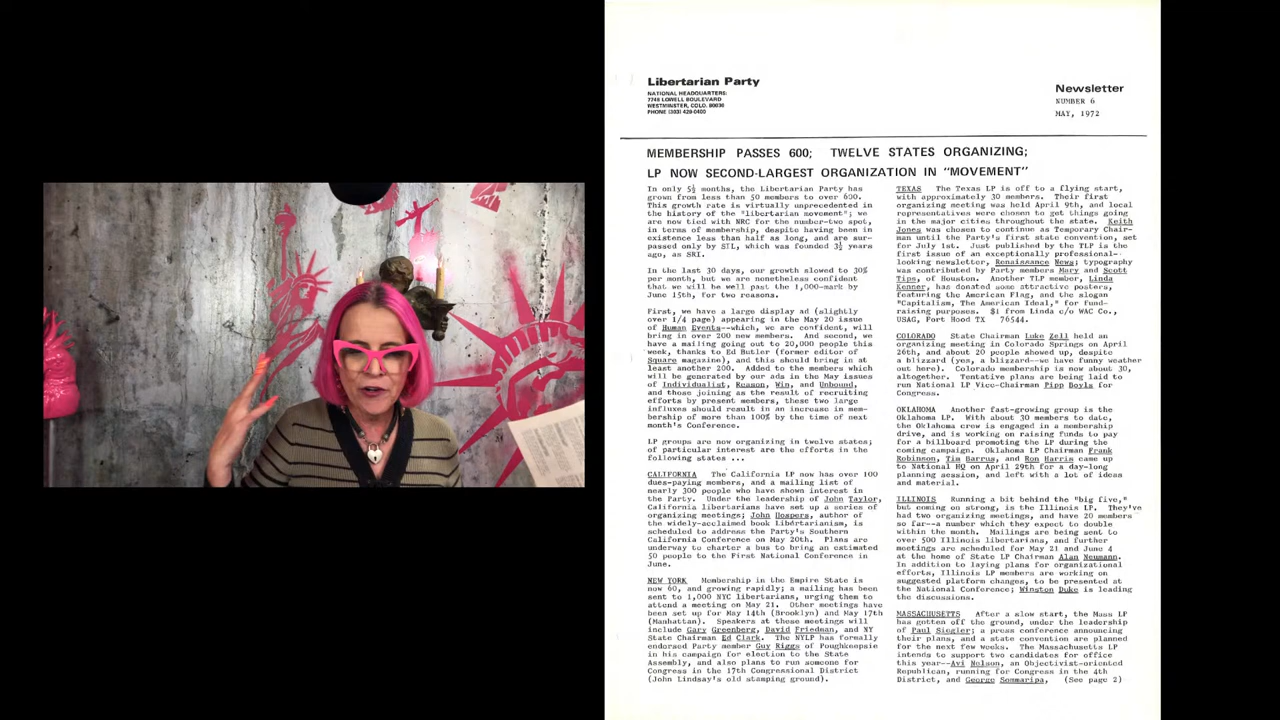 Libertarian Party
NATIONAL HEADQUARTERS:
7748 LOWELL BOULEVARD
WESTMINSTER, COLO. 80030
PHONE (303) 429-0400
Newsletter
NUMBER 6
MAY, 1972
MEMBERSHIP PASSES 600; TWELVE STATES ORGANIZING;
LP NOW SECOND-LARGEST ORGANIZATION IN "MOVEMENT"
In only 5½ months, the Libertarian Party has
grown from less than 50 members to over 600.
This growth rate is virtually unprecedented in
the history of the "libertarian movement"; we
are now tied with NRC for the number-two spot,
in terms of membership, despite having been in
existence less than half as long, and are sur-
passed only by SIL, which was founded 3½ years
ago, as SRI.
In the last 30 days, our growth slowed to 30%
per month, but we are nonetheless confident
that we will be well past the 1,000-mark by
June 15th, for two reasons.
First, we have a large display ad (slightly
over 1/4 page) appearing in the May 20 issue
of Human Events--which, we are confident, will
bring in over 200 new members. And second, we
have a mailing going out to 20,000 people this
week, thanks to Ed Butler (former editor of
Square magazine), and this should bring in at
least another 200. Added to the members which
will be generated by our ads in the May issues
of Individualist, Reason, Win, and Unbound,
and those joining as the result of recruiting
efforts by present members, these two large
influxes should result in an increase in mem-
bership of more than 100% by the time of next
month's Conference.
LP groups are now organizing in twelve states;
of particular interest are the efforts in the
following states ...
CALIFORNIA The California LP now has over 100
dues-paying members, and a mailing list of
nearly 300 people who have shown interest in
the Party. Under the leadership of John Taylor,
California libertarians have set up a series of
organizing meetings; John Hospers, author of
the widely-acclaimed book Libertarianism, is
scheduled to address the Party's Southern
California Conference on May 20th. Plans are
underway to charter a bus to bring an estimated
50 people to the First National Conference in
June.
NEW YORK Membership in the Empire State is
now 60, and growing rapidly; a mailing has been
sent to 1,000 NYC libertarians, urging them to
attend a meeting on May 21. Other meetings have
been set up for May 14th (Brooklyn) and May 17th
(Manhattan). Speakers at these meetings will
include Gary Greenberg, David Friedman, and NY
State Chairman Ed Clark. The NYLP has formally
endorsed Party member Guy Riggs of Poughkeepsie
in his campaign for election to the State
Assembly, and also plans to run someone for
Congress in the 17th Congressional District
(John Lindsay's old stamping ground).
TEXAS The Texas LP is off to a flying start,
with approximately 30 members. Their first
organizing meeting was held April 9th, and local
representatives were chosen to get things going
in the major cities throughout the state. Keith
Jones was chosen to continue as Temporary Chair-
man until the Party's first state convention, set
for July 1st. Just published by the TLP is the
first issue of an exceptionally professional-
looking newsletter, Renaissance News; typography
was contributed by Party members Mary and Scott
Tips, of Houston. Another TLP member, Linda
Kenner, has donated some attractive posters,
featuring the American Flag, and the slogan
"Capitalism, The American Ideal," for fund-
raising purposes. $1 from Linda c/o WAC Co.,
USAG, Fort Hood TX 76544.
COLORADO State Chairman Luke Zell held an
organizing meeting in Colorado Springs on April
26th, and about 20 people showed up, despite
a blizzard (yes, a blizzard--we have funny weather
out here). Colorado membership is now about 30,
altogether. Tentative plans are being laid to
run National LP Vice-Chairman Pipp Boyls for
Congress.
OKLAHOMA Another fast-growing group is the
Oklahoma LP. With about 30 members to date,
the Oklahoma crew is engaged in a membership
drive, and is working on raising funds to pay
for a billboard promoting the LP during the
coming campaign. Oklahoma LP Chairman Frank
Robinson, Tim Barrus, and Ron Harris came up
to National HQ on April 29th for a day-long
planning session, and left with a lot of ideas
and material.
ILLINOIS Running a bit behind the "big five,"
but coming on strong, is the Illinois LP. They've
had two organizing meetings, and have 20 members
so far--a number which they expect to double
within the month. Mailings are being sent to
over 500 Illinois libertarians, and further
meetings are scheduled for May 21 and June 4
at the home of State LP Chairman Alan Neumann.
In addition to laying plans for organizational
efforts, Illinois LP members are working on
suggested platform changes, to be presented at
the National Conference; Winston Duke is leading
the discussions.
MASSACHUSETTS After a slow start, the Mass LP
has gotten off the ground, under the leadership
of Paul Siegler; a press conference announcing
their plans, and a state convention are planned
for the next few weeks. The Massachusetts LP
intends to support two candidates for office
this year--Avi Nelson, an Objectivist-oriented
Republican, running for Congress in the 4th
District, and George Sommaripa, (See page 2)